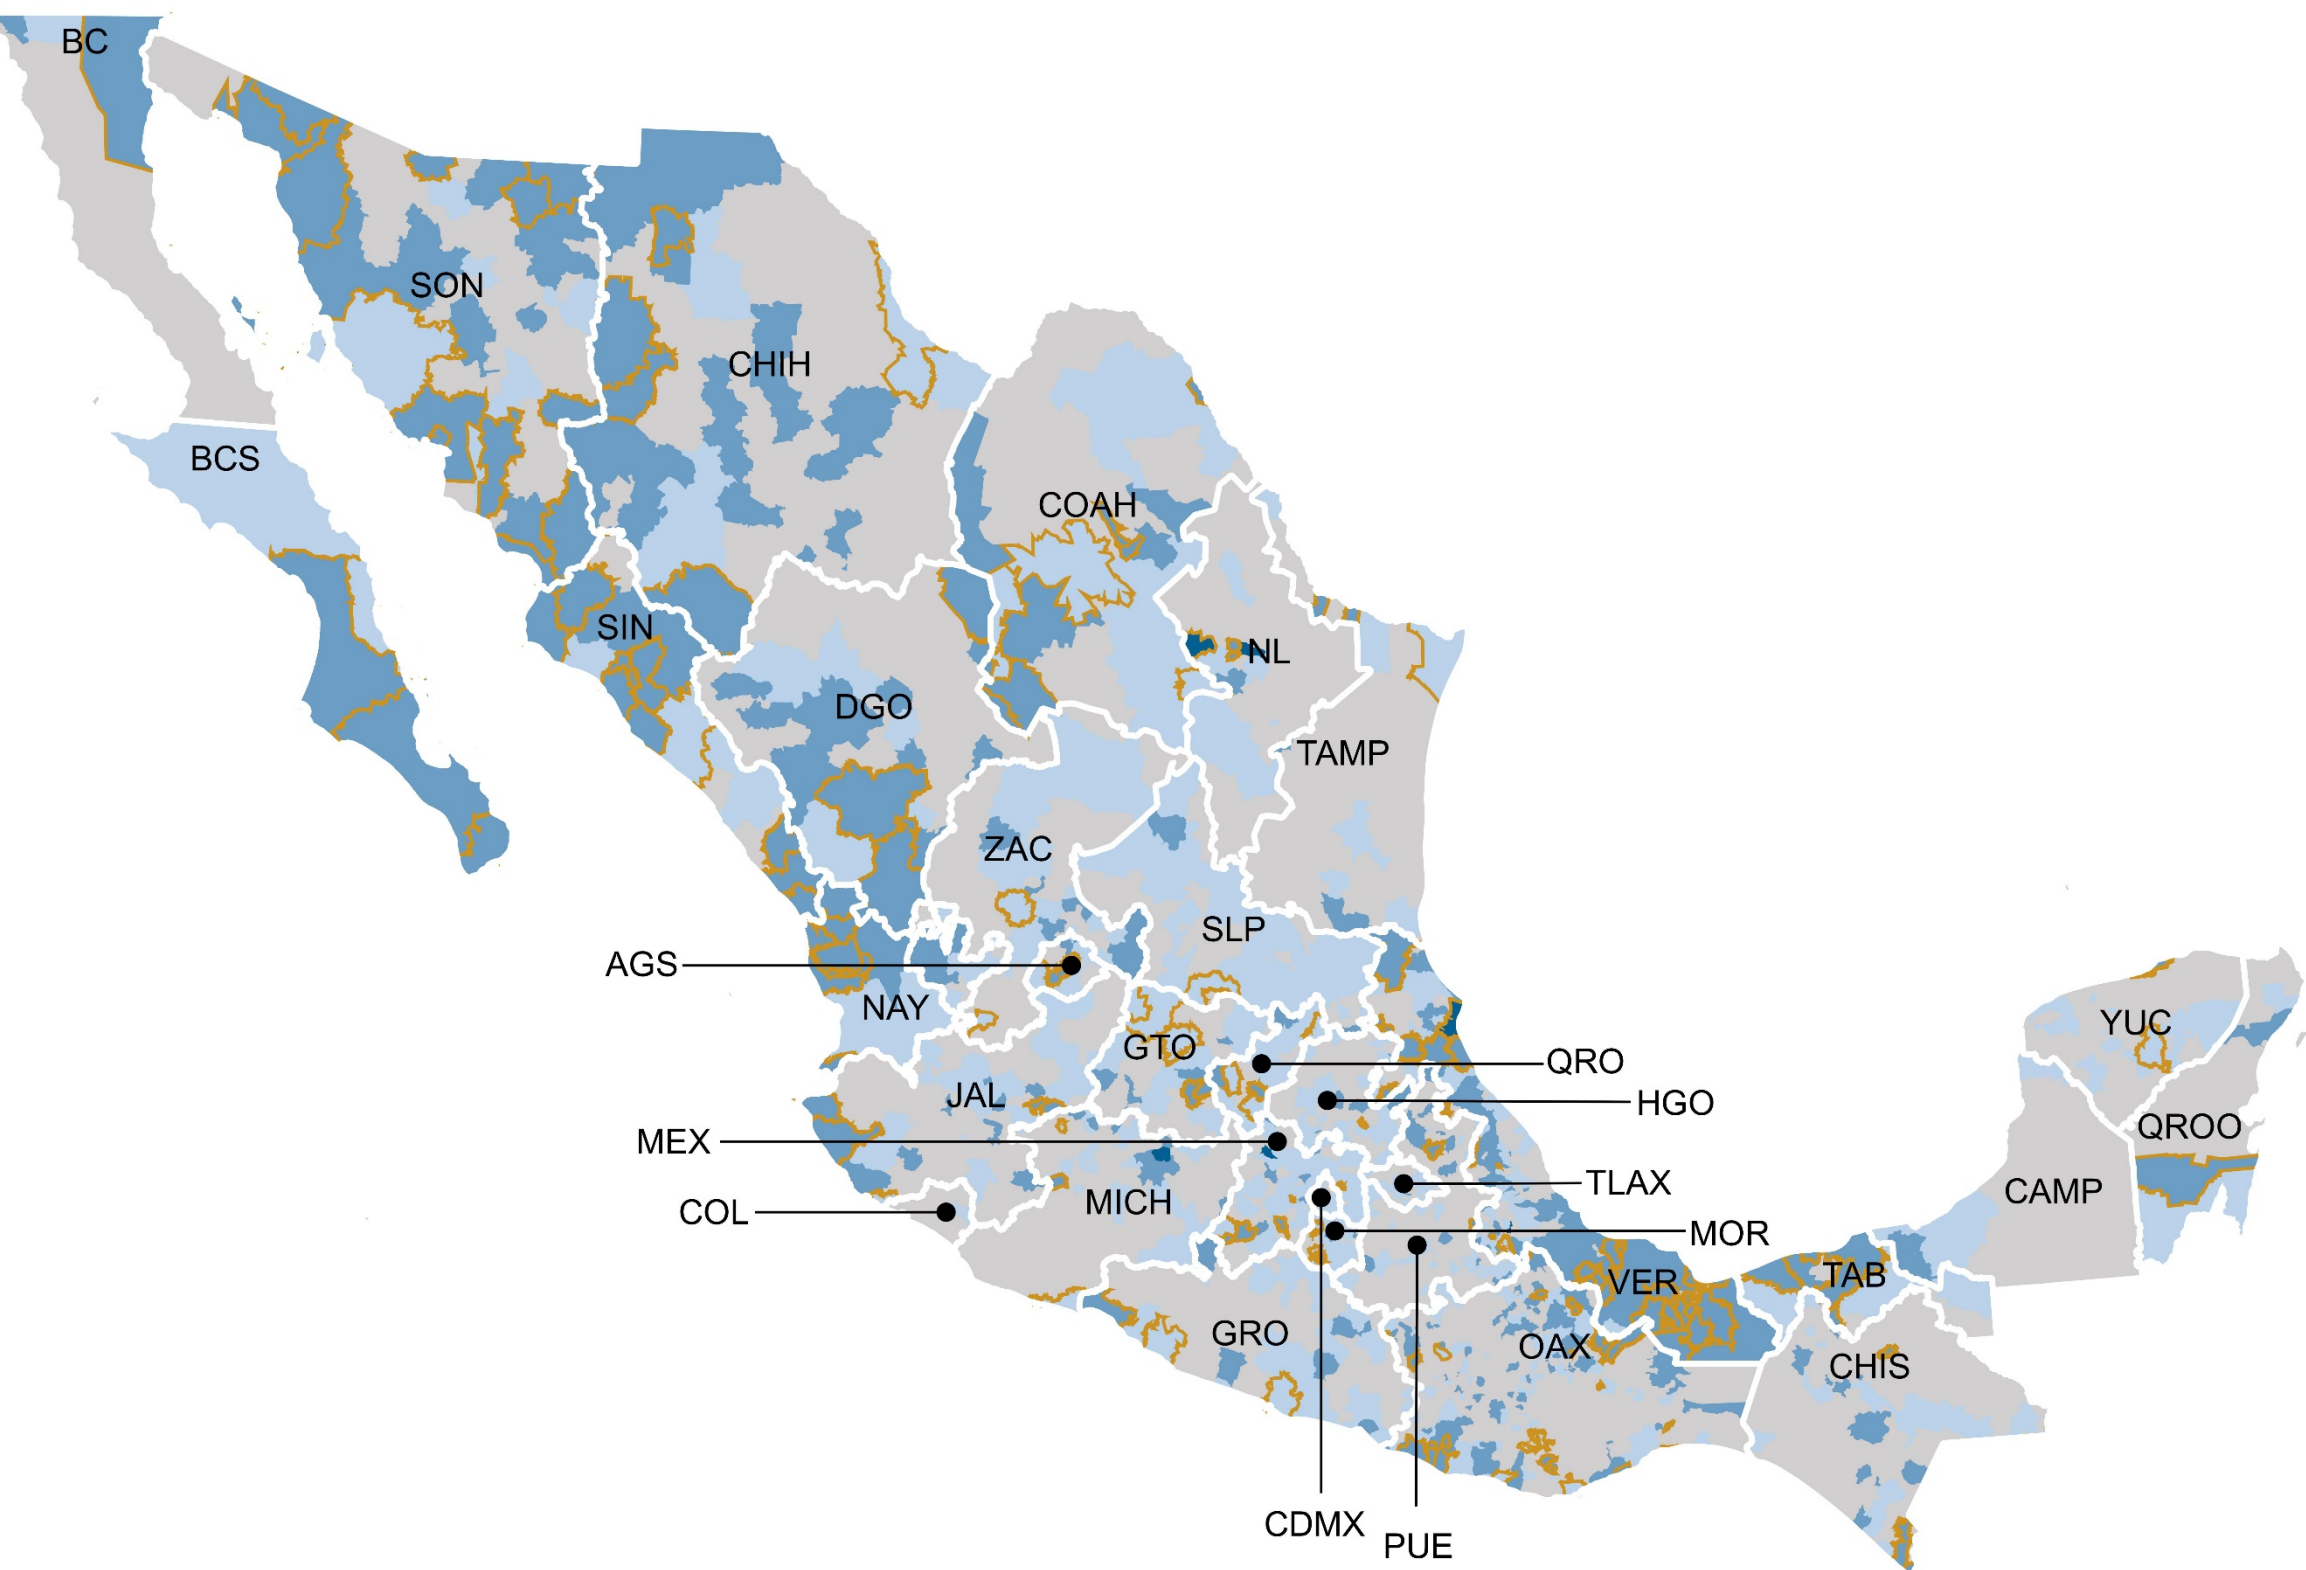 BC
SON
CHIH
BCS
COAH
SIN
NL
DGO
TAMP
ZAC
SLP
AGS
NAY
YUC
GTO
QRO
JAL
HGO
QROO
MEX
TLAX
CAMP
MICH
COL
MOR
VER
TAB
GRO
OAX
CHIS
CDMX
PUE